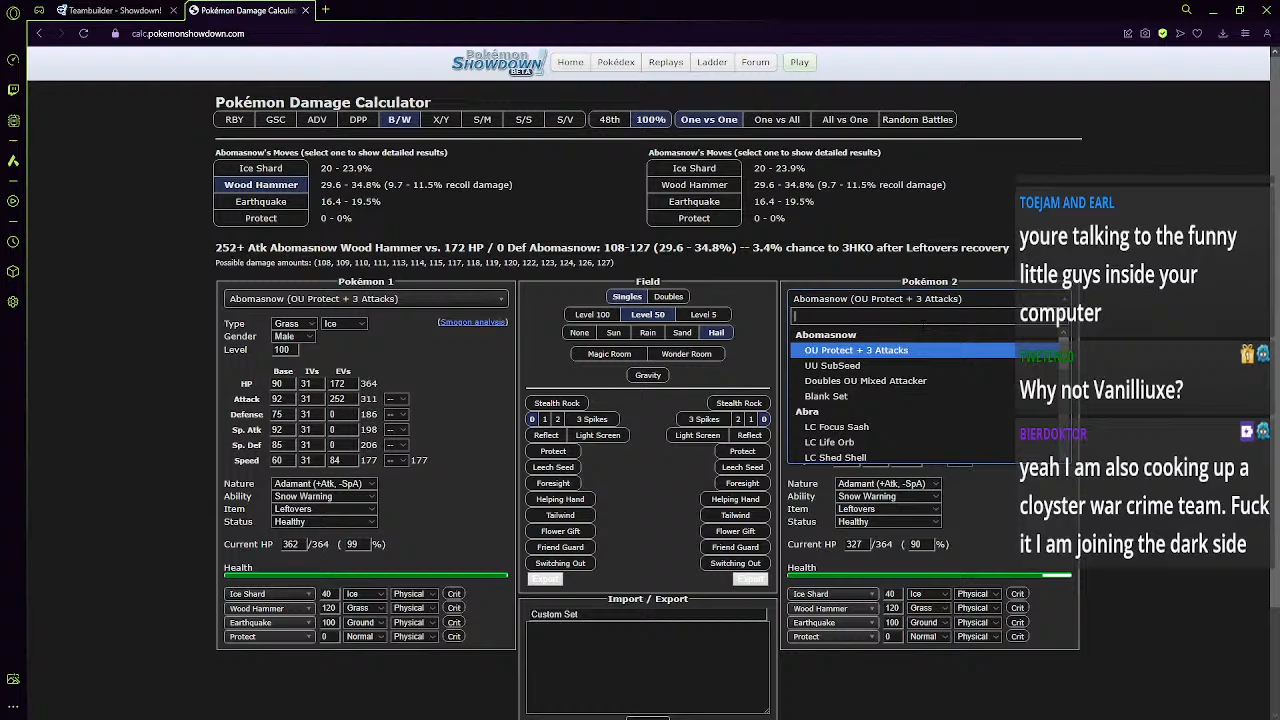 Teambuilder - Showdown!
Pokémon Damage Calculat
calc.pokemonshowdown.com
Pokémon
SHOWDOWN!
BETA
Home
Pokédex
Replays
Ladder
Forum
Play
Pokémon Damage Calculator
RBY GSC ADV DPP B/W X/Y S/M S/S S/V 48th 100% One vs One One vs All All vs One Random Battles
Abomasnow's Moves (select one to show detailed results)
Ice Shard 20 - 23.9%
Wood Hammer 29.6 - 34.8% (9.7 - 11.5% recoil damage)
Earthquake 16.4 - 19.5%
Protect 0 - 0%
Abomasnow's Moves (select one to show detailed results)
Ice Shard 20 - 23.9%
Wood Hammer 29.6 - 34.8% (9.7 - 11.5% recoil damage)
Earthquake 16.4 - 19.5%
Protect 0 - 0%
252+ Atk Abomasnow Wood Hammer vs. 172 HP / 0 Def Abomasnow: 108-127 (29.6 - 34.8%) -- 3.4% chance to 3HKO after Leftovers recovery
Possible damage amounts: (108, 109, 110, 111, 113, 114, 115, 117, 118, 119, 120, 122, 123, 124, 126, 127)
Pokémon 1
Abomasnow (OU Protect + 3 Attacks)
Type Grass Ice (Smogon analysis)
Gender Male
Level 100
Base IVs EVs
HP 90 31 172 364
Attack 92 31 252 311 --
Defense 75 31 0 186 --
Sp. Atk 92 31 0 198 --
Sp. Def 85 31 0 206 --
Speed 60 31 84 177 -- 177
Nature Adamant (+Atk, -SpA)
Ability Snow Warning
Item Leftovers
Status Healthy
Current HP 362 /364 ( 99 %)
Health
Ice Shard 40 Ice Physical Crit
Wood Hammer 120 Grass Physical Crit
Earthquake 100 Ground Physical Crit
Protect 0 Normal Physical Crit
Field
Singles Doubles
Level 100 Level 50 Level 5
None Sun Rain Sand Hail
Magic Room Wonder Room
Gravity
Stealth Rock Stealth Rock
0 1 2 3 Spikes 3 Spikes 2 1 0
Reflect Light Screen Light Screen Reflect
Protect Protect
Leech Seed Leech Seed
Foresight Foresight
Helping Hand Helping Hand
Tailwind Tailwind
Flower Gift Flower Gift
Friend Guard Friend Guard
Switching Out Switching Out
Export Export
Import / Export
Custom Set
Pokémon 2
Abomasnow (OU Protect + 3 Attacks)
Abomasnow
OU Protect + 3 Attacks
UU SubSeed
Doubles OU Mixed Attacker
Blank Set
Abra
LC Focus Sash
LC Life Orb
LC Shed Shell
Nature Adamant (+Atk, -SpA)
Ability Snow Warning
Item Leftovers
Status Healthy
Current HP 327 /364 ( 90 %)
Health
Ice Shard 40 Ice Physical Crit
Wood Hammer 120 Grass Physical Crit
Earthquake 100 Ground Physical Crit
Protect 0 Normal Physical Crit
TOEJAM AND EARL
youre talking to the funny
little guys inside your
computer
Why not Vanilliuxe?
BIERDOKTOR
yeah I am also cooking up a
cloyster war crime team. Fuck
it I am joining the dark side